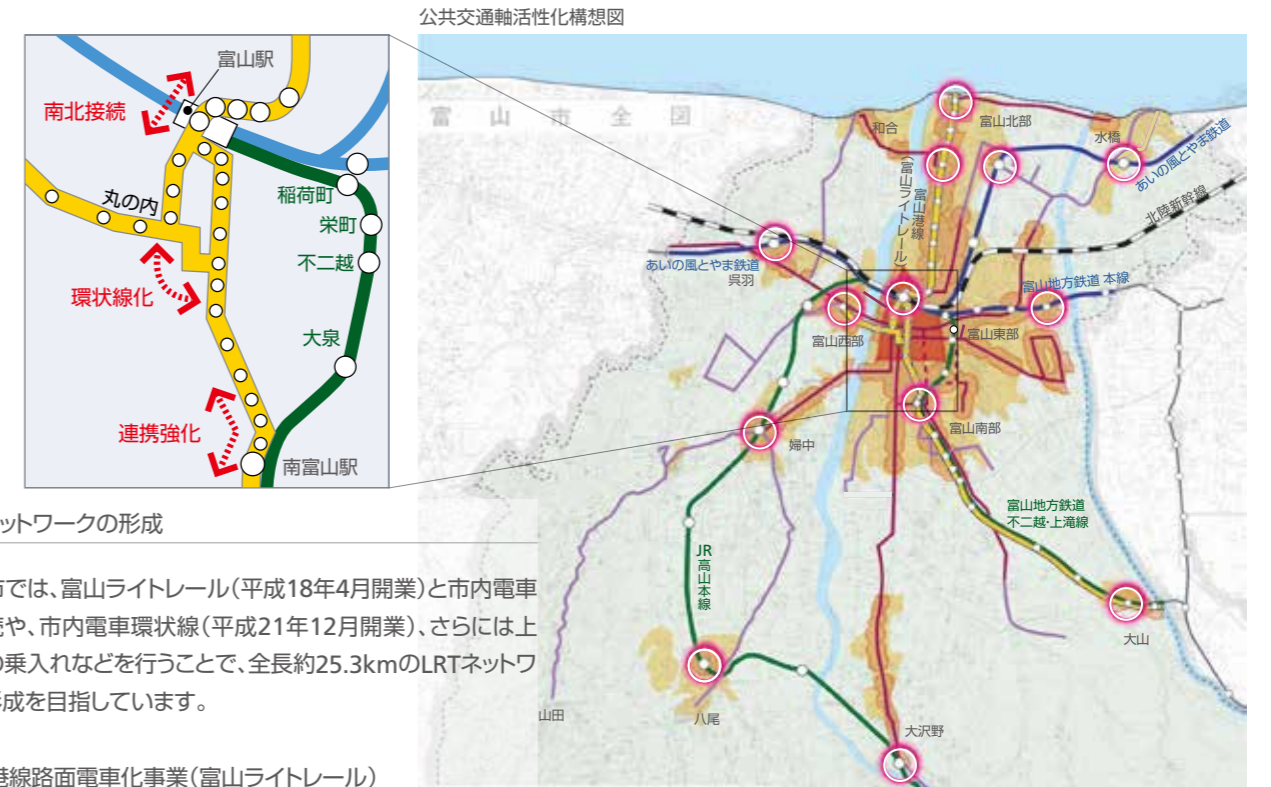 公共交通軸活性化構想図
富山駅
南北接続
丸の内
稲荷町
栄町
不二越
環状線化
大泉
連携強化
南富山駅
富山市全図
和合
富山北部
水橋
あいの風とやま鉄道
富山港線
(富山ライトレール)
北陸新幹線
あいの風とやま鉄道
呉羽
富山地方鉄道 本線
富山西部
富山東部
富山南部
婦中
富山地方鉄道
不二越・上滝線
JR高山本線
大山
山田
八尾
大沢野
ットワークの形成
市では、富山ライトレール(平成18年4月開業)と市内電車
や、市内電車環状線(平成21年12月開業)、さらには上
の乗入れなどを行うことで、全長約25.3kmのLRTネットワ
形成を目指しています。
港線路面電車化事業(富山ライトレール)